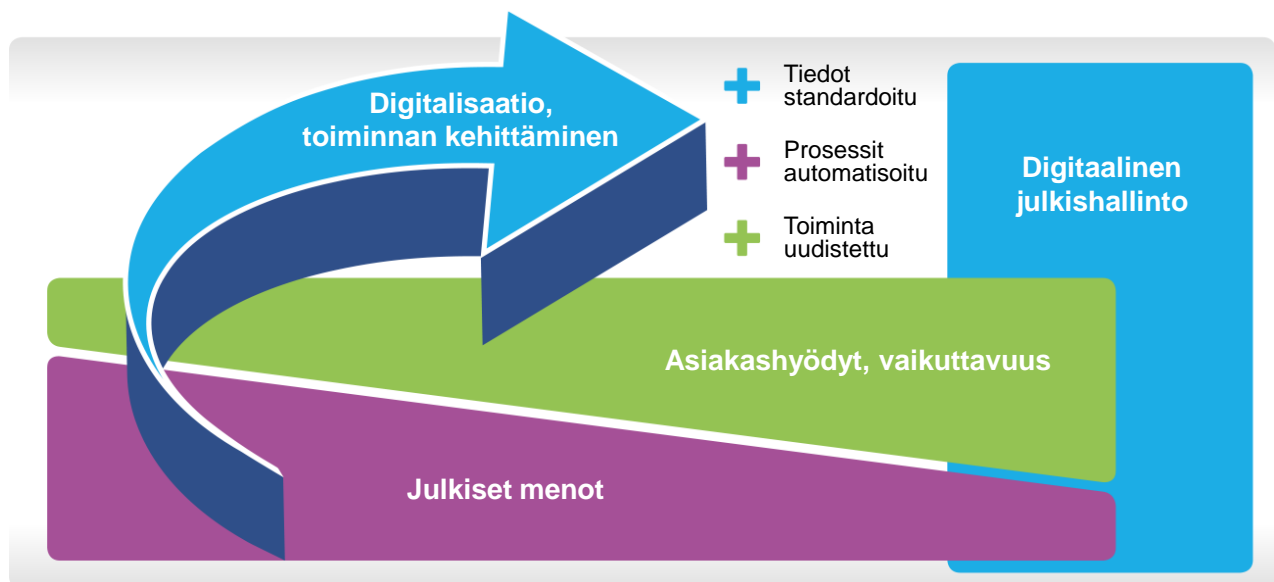 Digitalisaatio,
toiminnan kehittäminen
Tiedot
standardoitu
Prosessit
automatisoitu
Toiminta
uudistettu
Digitaalinen
julkishallinto
Asiakashyödyt, vaikuttavuus
Julkiset menot